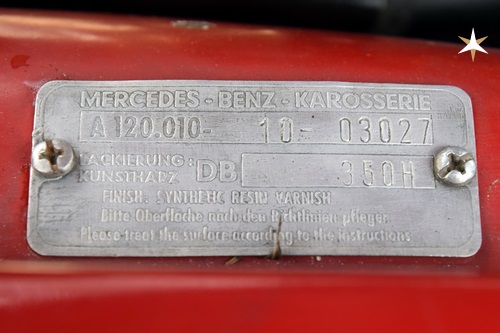 MERCEDES-BENZ-KAROSSERIE
A 120.010- 10- 03027
LACKIERUNG: DB 350H
KUNSTHARZ
FINISH. SYNTHETIC RESIN VARNISH
Bitte Oberfläche nach den Richtlinien pflegen
Please treat the surface according to the instructions